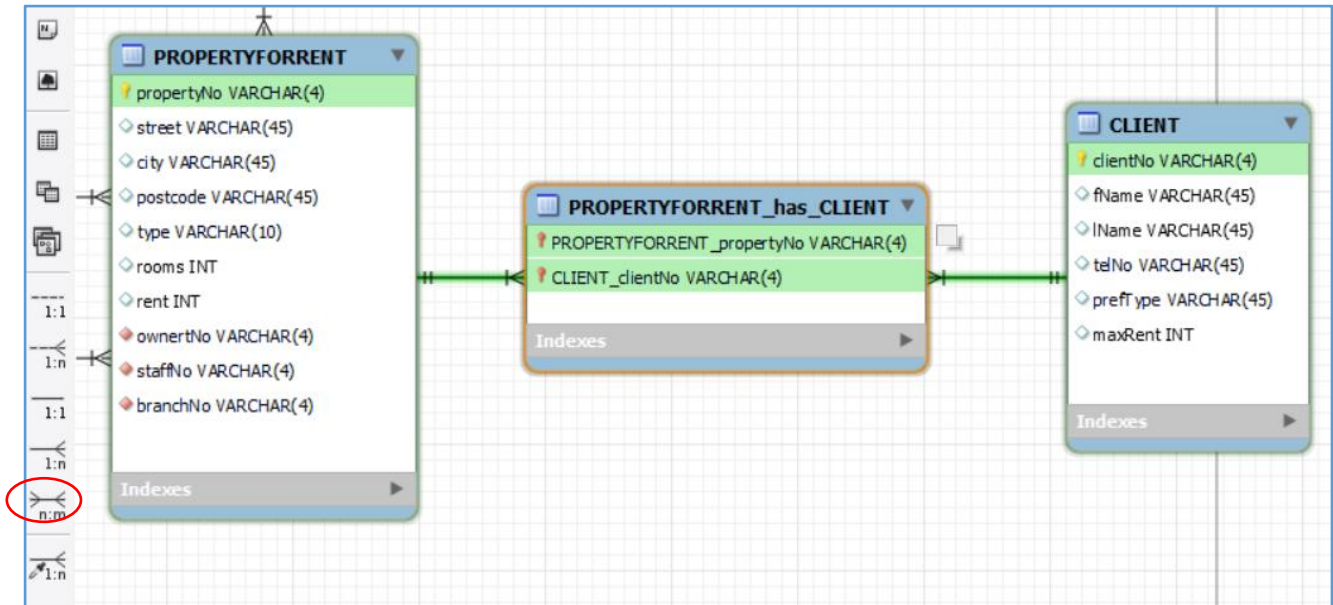 1:1
1:n
1:1
1:n
n:m
1:n
PROPERTYFORRENT
propertyNo VARCHAR(4)
street VARCHAR(45)
city VARCHAR(45)
postcode VARCHAR(45)
type VARCHAR(10)
rooms INT
rent INT
ownertNo VARCHAR(4)
staffNo VARCHAR(4)
branchNo VARCHAR(4)
Indexes
PROPERTYFORRENT_has_CLIENT
PROPERTYFORRENT_propertyNo VARCHAR(4)
CLIENT_clientNo VARCHAR(4)
Indexes
CLIENT
clientNo VARCHAR(4)
fName VARCHAR(45)
lName VARCHAR(45)
telNo VARCHAR(45)
prefType VARCHAR(45)
maxRent INT
Indexes